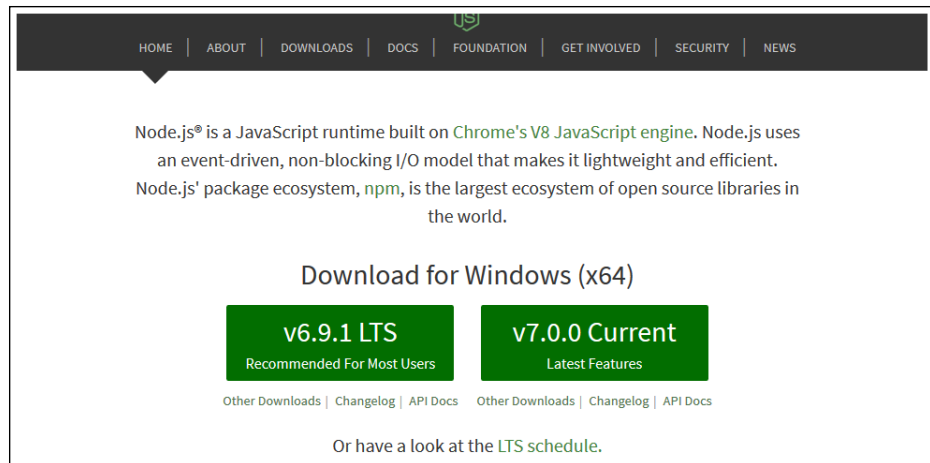 JS
HOME | ABOUT | DOWNLOADS | DOCS | FOUNDATION | GET INVOLVED | SECURITY | NEWS
Node.js® is a JavaScript runtime built on Chrome's V8 JavaScript engine. Node.js uses
an event-driven, non-blocking I/O model that makes it lightweight and efficient.
Node.js' package ecosystem, npm, is the largest ecosystem of open source libraries in
the world.
Download for Windows (x64)
v6.9.1 LTS
Recommended For Most Users
v7.0.0 Current
Latest Features
Other Downloads | Changelog | API Docs
Other Downloads | Changelog | API Docs
Or have a look at the LTS schedule.